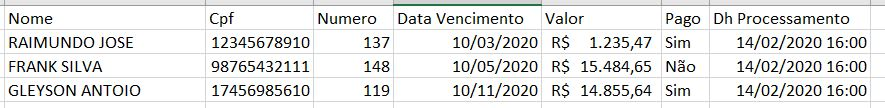 Nome Cpf Numero Data Vencimento Valor Pago Dh Processamento
RAIMUNDO JOSE 12345678910 137 10/03/2020 R$ 1.235,47 Sim 14/02/2020 16:00
FRANK SILVA 98765432111 148 10/05/2020 R$ 15.484,65 Não 14/02/2020 16:00
GLEYSON ANTOIO 17456985610 119 10/11/2020 R$ 14.855,64 Sim 14/02/2020 16:00